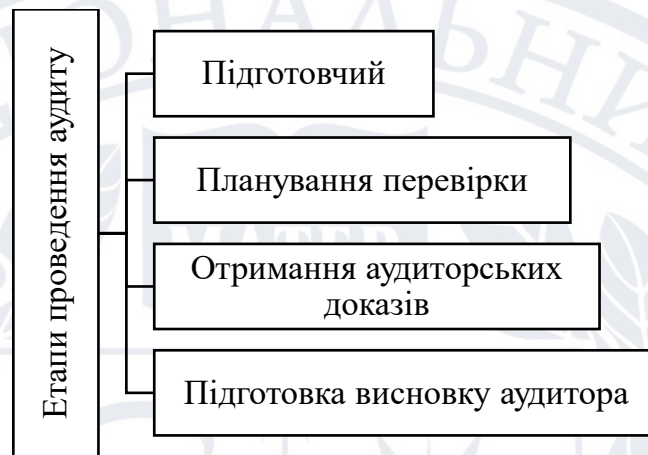 Етапи проведення аудиту
Підготовчий
Планування перевірки
Отримання аудиторських
доказів
Підготовка висновку аудитора